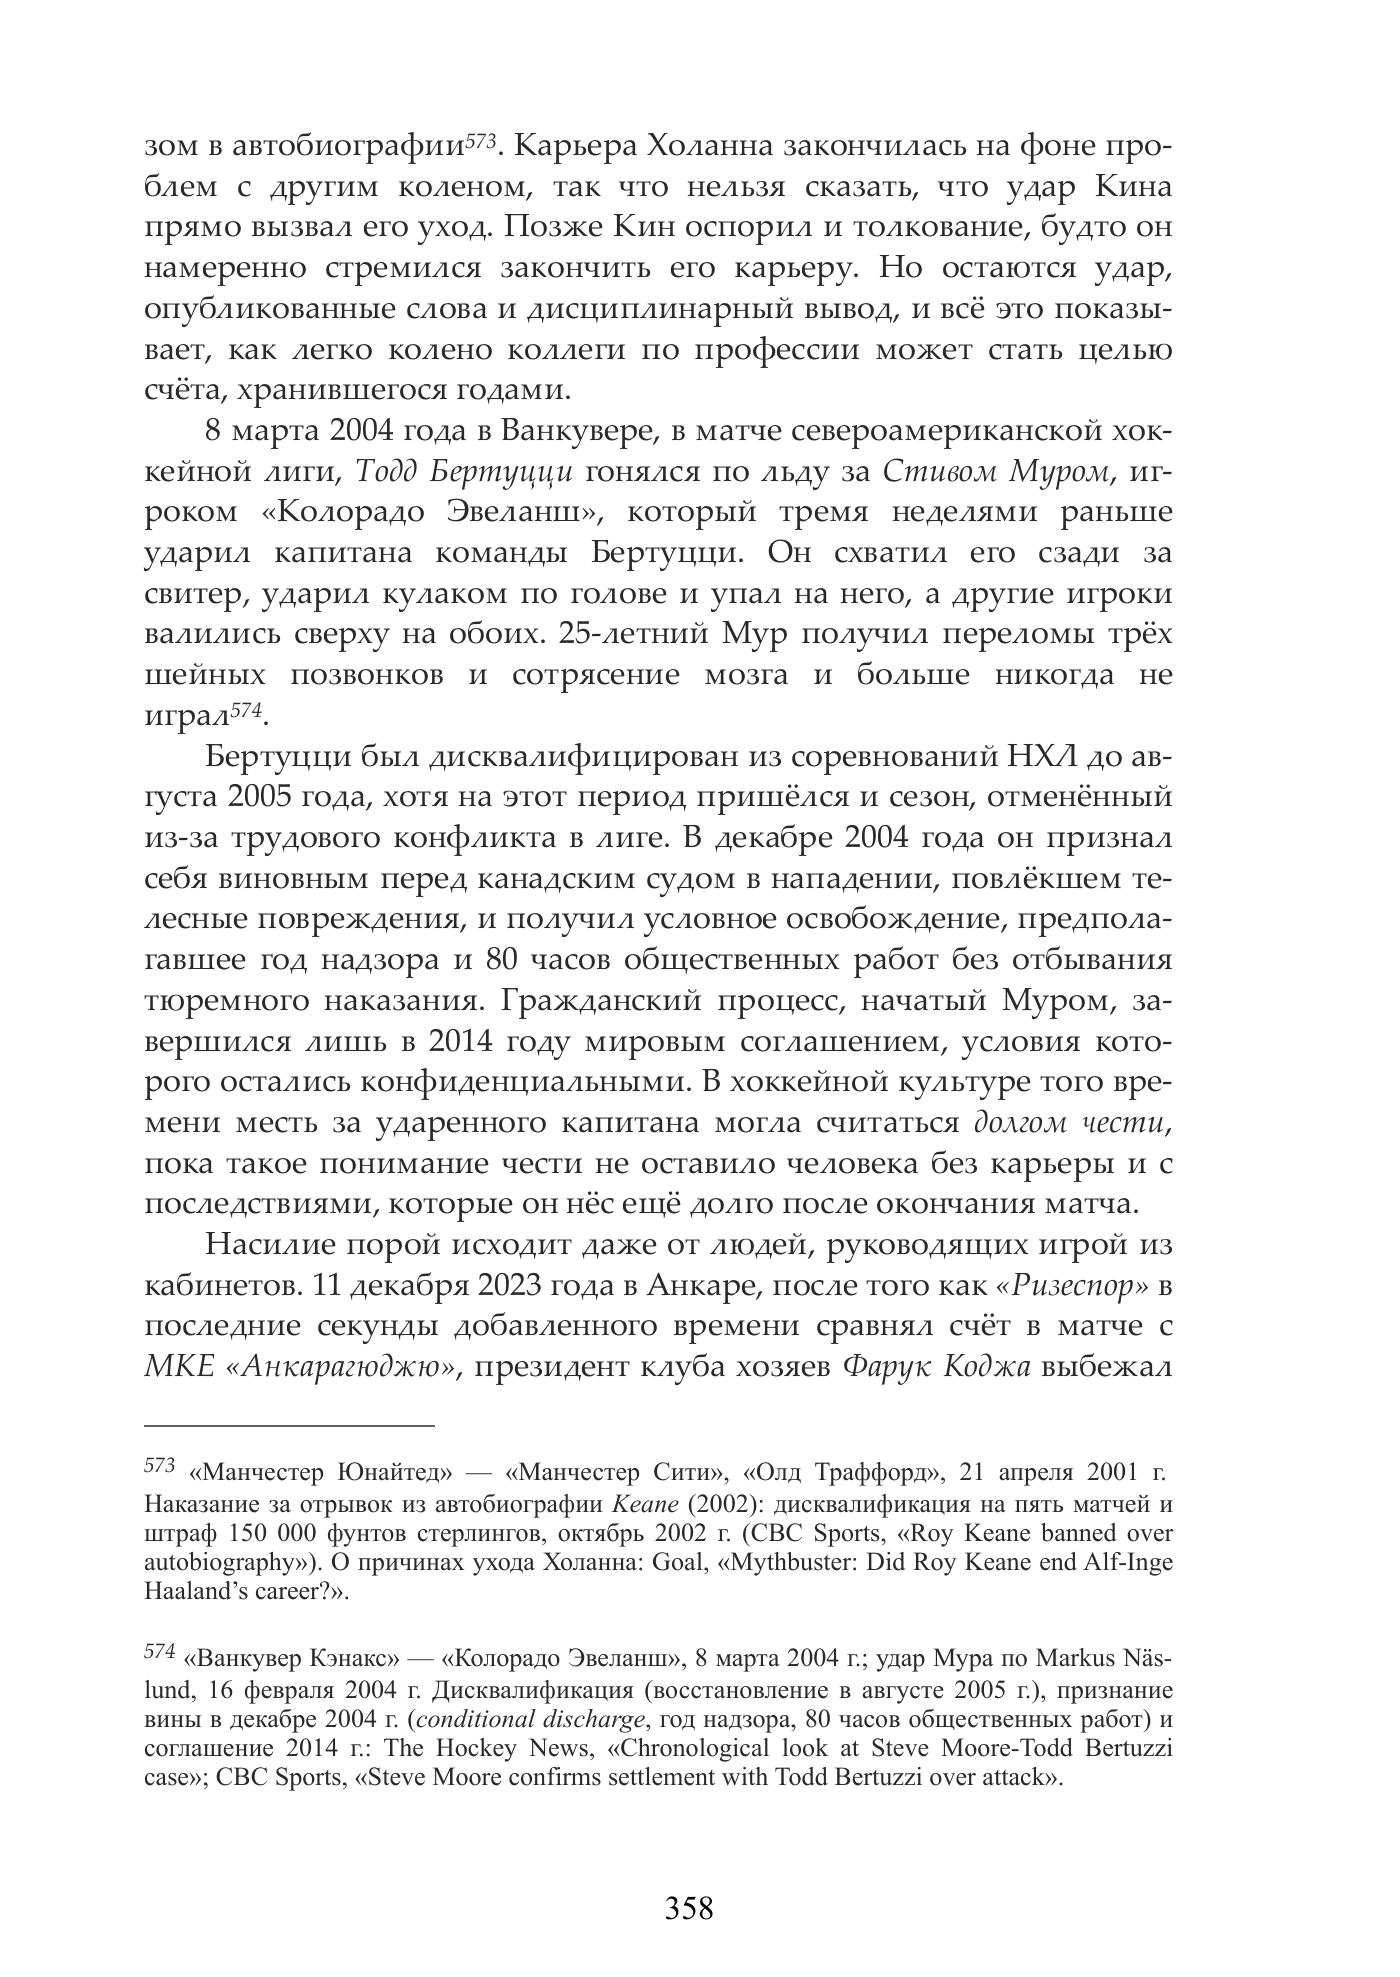 зом в автобиографии573. Карьера Холанна закончилась на фоне про-
блем с другим коленом, так что нельзя сказать, что удар Кина
прямо вызвал его уход. Позже Кин оспорил и толкование, будто он
намеренно стремился закончить его карьеру. Но остаются удар,
опубликованные слова и дисциплинарный вывод, и всё это показы-
вает, как легко колено коллеги по профессии может стать целью
счёта, хранившегося годами.
8 марта 2004 года в Ванкувере, в матче североамериканской хок-
кейной лиги, Тодд Бертуцци гонялся по льду за Стивом Муром, иг-
роком «Колорадо Эвеланш», который тремя неделями раньше
ударил капитана команды Бертуцци. Он схватил его сзади за
свитер, ударил кулаком по голове и упал на него, а другие игроки
валились сверху на обоих. 25-летний Мур получил переломы трёх
шейных позвонков и сотрясение мозга и больше никогда не
играл574.
Бертуцци был дисквалифицирован из соревнований НХЛ до ав-
густа 2005 года, хотя на этот период пришёлся и сезон, отменённый
из-за трудового конфликта в лиге. В декабре 2004 года он признал
себя виновным перед канадским судом в нападении, повлёкшем те-
лесные повреждения, и получил условное освобождение, предпола-
гавшее год надзора и 80 часов общественных работ без отбывания
тюремного наказания. Гражданский процесс, начатый Муром, за-
вершился лишь в 2014 году мировым соглашением, условия кото-
рого остались конфиденциальными. В хоккейной культуре того вре-
мени месть за ударенного капитана могла считаться долгом чести,
пока такое понимание чести не оставило человека без карьеры и с
последствиями, которые он нёс ещё долго после окончания матча.
Насилие порой исходит даже от людей, руководящих игрой из
кабинетов. 11 декабря 2023 года в Анкаре, после того как «Ризеспор» в
последние секунды добавленного времени сравнял счёт в матче с
МКЕ «Анкарагюджю», президент клуба хозяев Фарук Коджа выбежал
573 «Манчестер Юнайтед» — «Манчестер Сити», «Олд Траффорд», 21 апреля 2001 г.
Наказание за отрывок из автобиографии Keane (2002): дисквалификация на пять матчей и
штраф 150 000 фунтов стерлингов, октябрь 2002 г. (CBC Sports, «Roy Keane banned over
autobiography»). О причинах ухода Холанна: Goal, «Mythbuster: Did Roy Keane end Alf-Inge
Haaland’s career?».
574 «Ванкувер Кэнакс» — «Колорадо Эвеланш», 8 марта 2004 г.; удар Мура по Markus Näs-
lund, 16 февраля 2004 г. Дисквалификация (восстановление в августе 2005 г.), признание
вины в декабре 2004 г. (conditional discharge, год надзора, 80 часов общественных работ) и
соглашение 2014 г.: The Hockey News, «Chronological look at Steve Moore-Todd Bertuzzi
case»; CBC Sports, «Steve Moore confirms settlement with Todd Bertuzzi over attack».
358